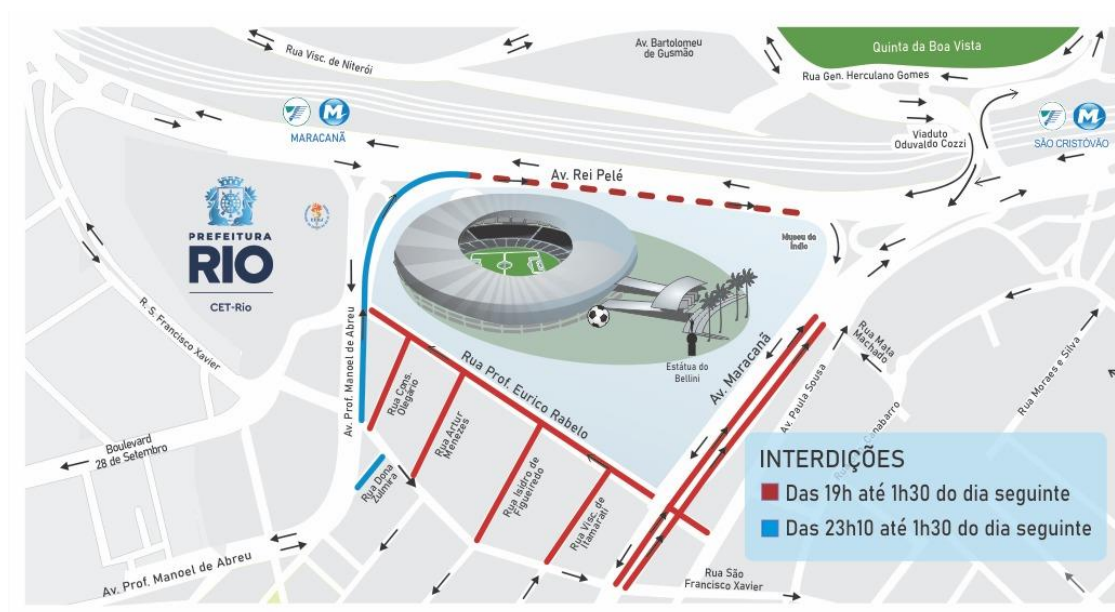 Rua Visc. de Niterói
Av. Bartolomeu
de Gusmão
Quinta da Boa Vista
Rua Gen. Herculano Gomes
MARACANÃ
Viaduto
Oduvaldo Cozzi
SÃO CRISTÓVÃO
Av. Rei Pelé
PREFEITURA
RIO
CET-Rio
Museu do
Índio
R. S. Francisco Xavier
Av. Prof. Manoel de Abreu
Rua Prof. Eurico Rabelo
Estátua do
Bellini
Av. Maracanã
Rua Mata
Machado
Av. Paula Sousa
Rua Moraes e Silva
Rua Cons.
Olegário
Rua Artur
Menezes
Boulevard
28 de Setembro
Rua Dona
Zulmira
Rua Isidro de
Figueiredo
Rua Visc. de
Itamarati
INTERDIÇÕES
Das 19h até 1h30 do dia seguinte
Das 23h10 até 1h30 do dia seguinte
Av. Prof. Manoel de Abreu
Rua São
Francisco Xavier